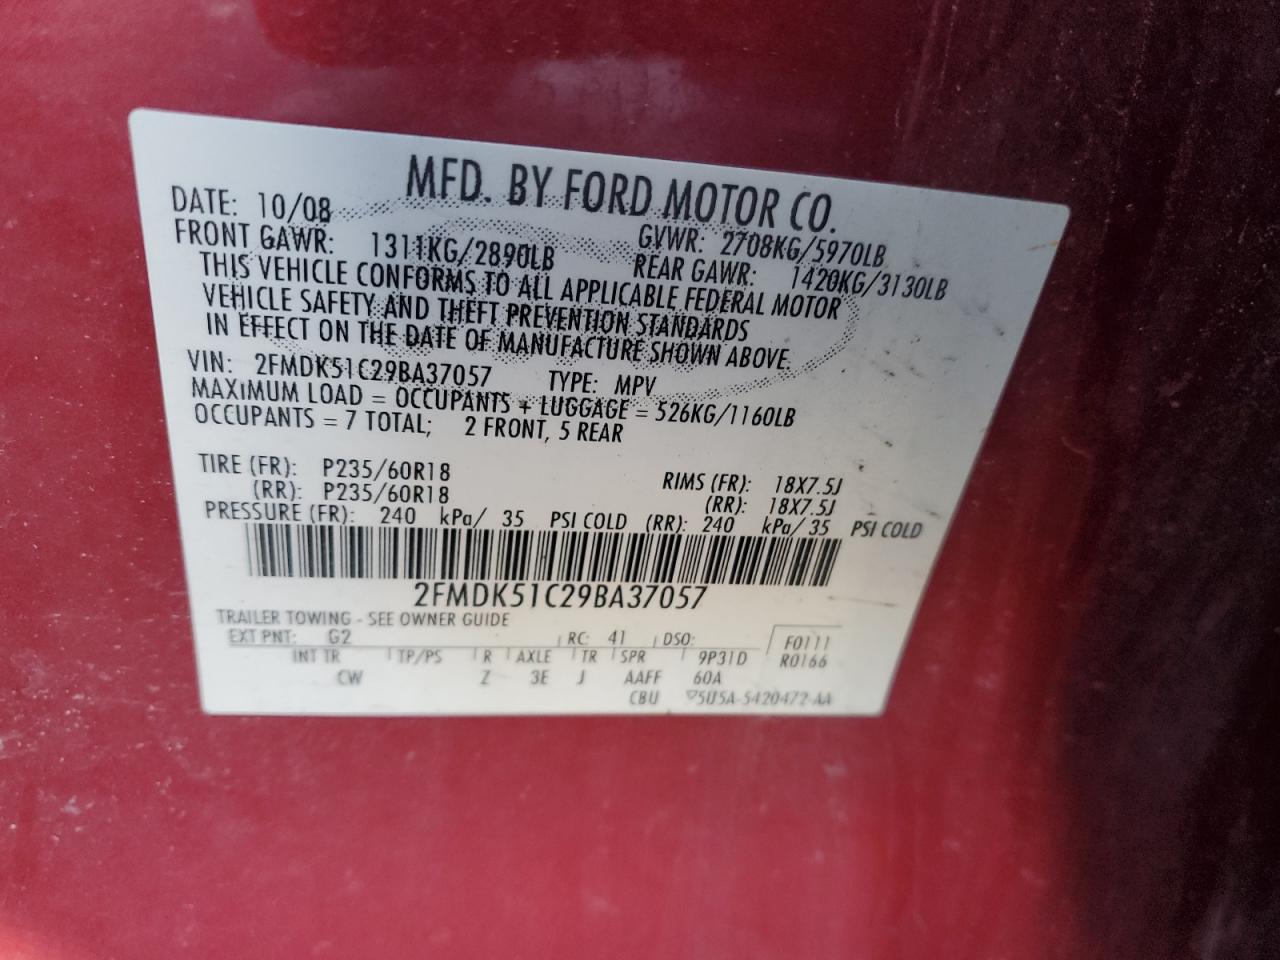 MFD. BY FORD MOTOR CO.
DATE: 10/08 GVWR: 2708KG/5970LB
FRONT GAWR: 1311KG/2890LB REAR GAWR: 1420KG/3130LB
THIS VEHICLE CONFORMS TO ALL APPLICABLE FEDERAL MOTOR
VEHICLE SAFETY AND THEFT PREVENTION STANDARDS
IN EFFECT ON THE DATE OF MANUFACTURE SHOWN ABOVE.
VIN: 2FMDK51C29BA37057 TYPE: MPV
MAXIMUM LOAD = OCCUPANTS + LUGGAGE = 526KG/1160LB
OCCUPANTS = 7 TOTAL; 2 FRONT, 5 REAR
TIRE (FR): P235/60R18 RIMS (FR): 18X7.5J
(RR): P235/60R18 (RR): 18X7.5J
PRESSURE (FR): 240 kPa/ 35 PSI COLD (RR): 240 kPa/ 35 PSI COLD
2FMDK51C29BA37057
TRAILER TOWING - SEE OWNER GUIDE
EXT PNT: G2 RC: 41 DSO: F0111
INT TR TP/PS R AXLE TR SPR 9P31D R0166
CW Z 3E J AAFF 60A
CBU 5U5A-5420472-AA